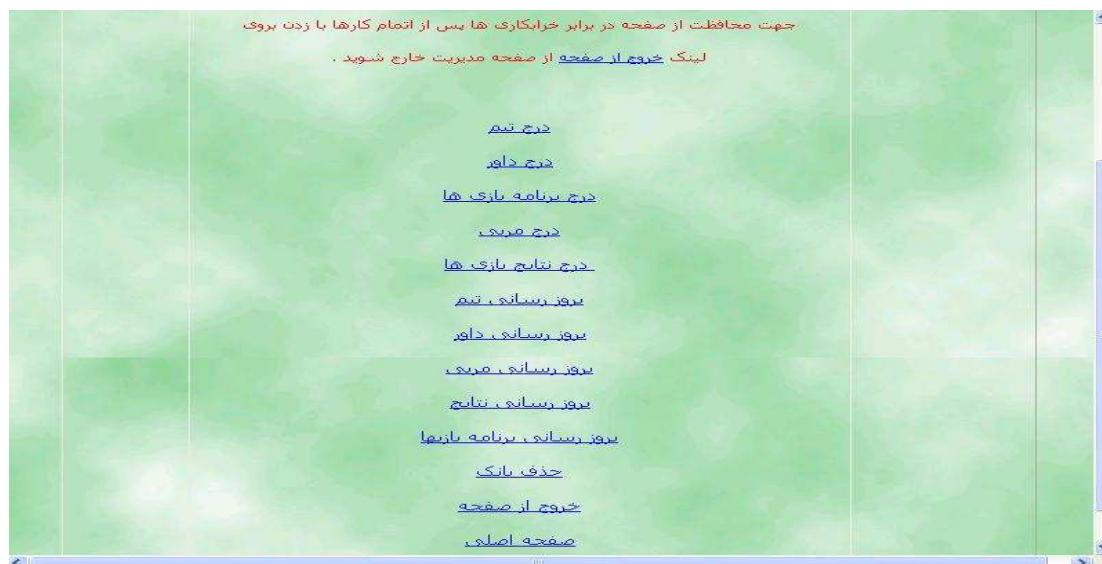 جهت محافظت از صفحه در برابر خرابکاری ها پس از اتمام کارها با زدن بروی
لینک خروج از صفحه از صفحه مدیریت خارج شوید .
درج تیم
درج داور
درج برنامه بازی ها
درج مربی
درج نتایج بازی ها
بروز رسانی تیم
بروز رسانی داور
بروز رسانی مربی
بروز رسانی نتایج
بروز رسانی برنامه بازیها
حذف بانک
خروج از صفحه
صفحه اصلی